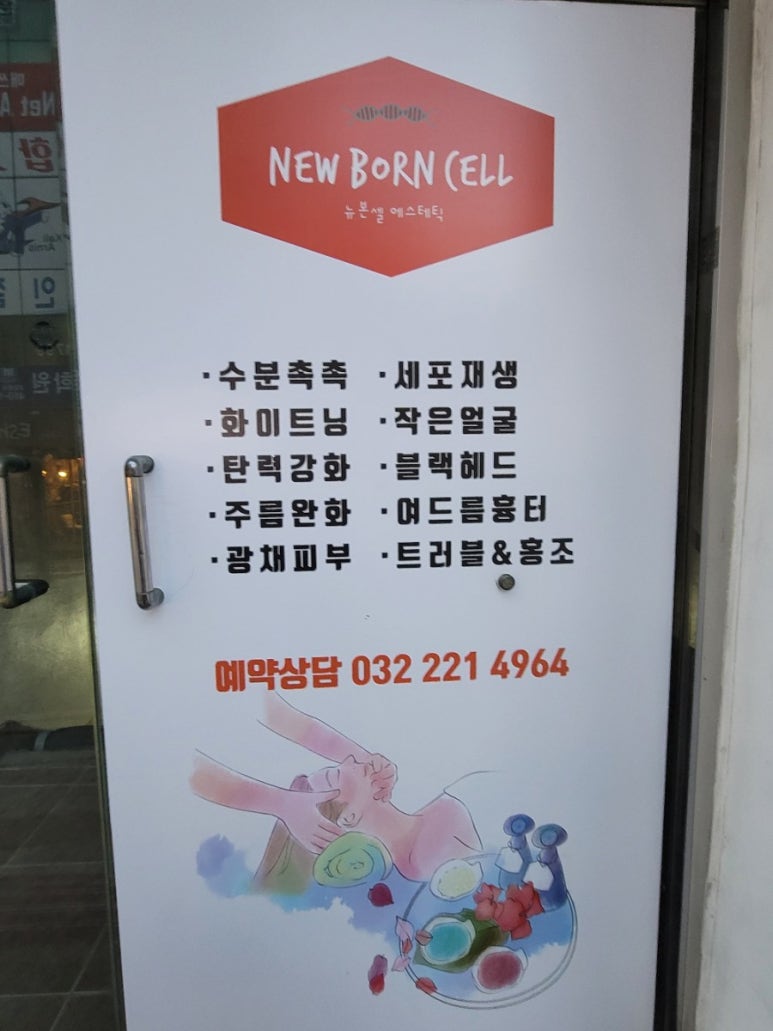 NEW BORN CELL
뉴본셀 에스테틱
·수분촉촉 ·세포재생
·화이트닝 ·작은얼굴
·탄력강화 ·블랙헤드
·주름완화 ·여드름흉터
·광채피부 ·트러블&홍조
예약상담 032 221 4964